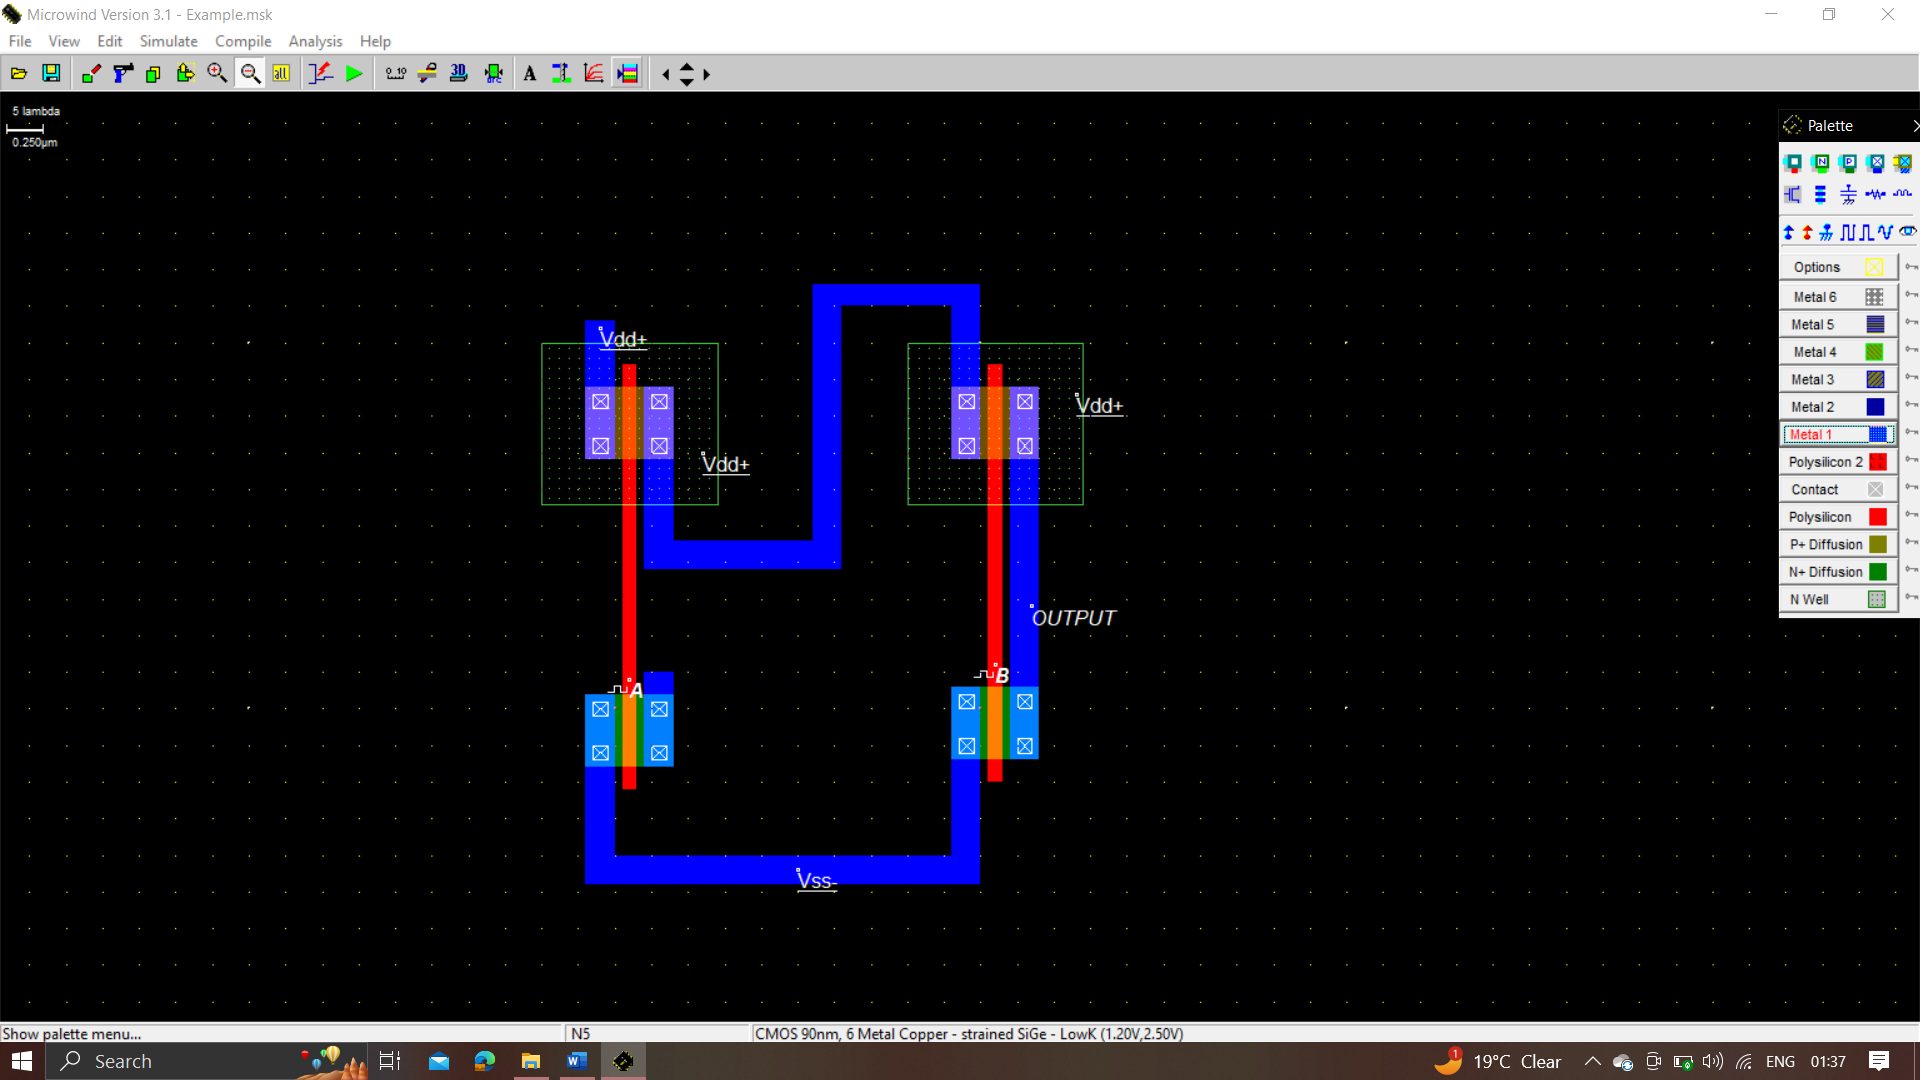 Microwind Version 3.1 - Example.msk
File View Edit Simulate Compile Analysis Help
5 lambda
0.250µm
Vdd+
Vdd+
Vdd+
OUTPUT
A
B
Vss-
Palette
Options
Metal 6
Metal 5
Metal 4
Metal 3
Metal 2
Metal 1
Polysilicon 2
Contact
Polysilicon
P+ Diffusion
N+ Diffusion
N Well
Show palette menu...
N5
CMOS 90nm, 6 Metal Copper - strained SiGe - LowK (1.20V,2.50V)
Search
1
19°C Clear
ENG
01:37